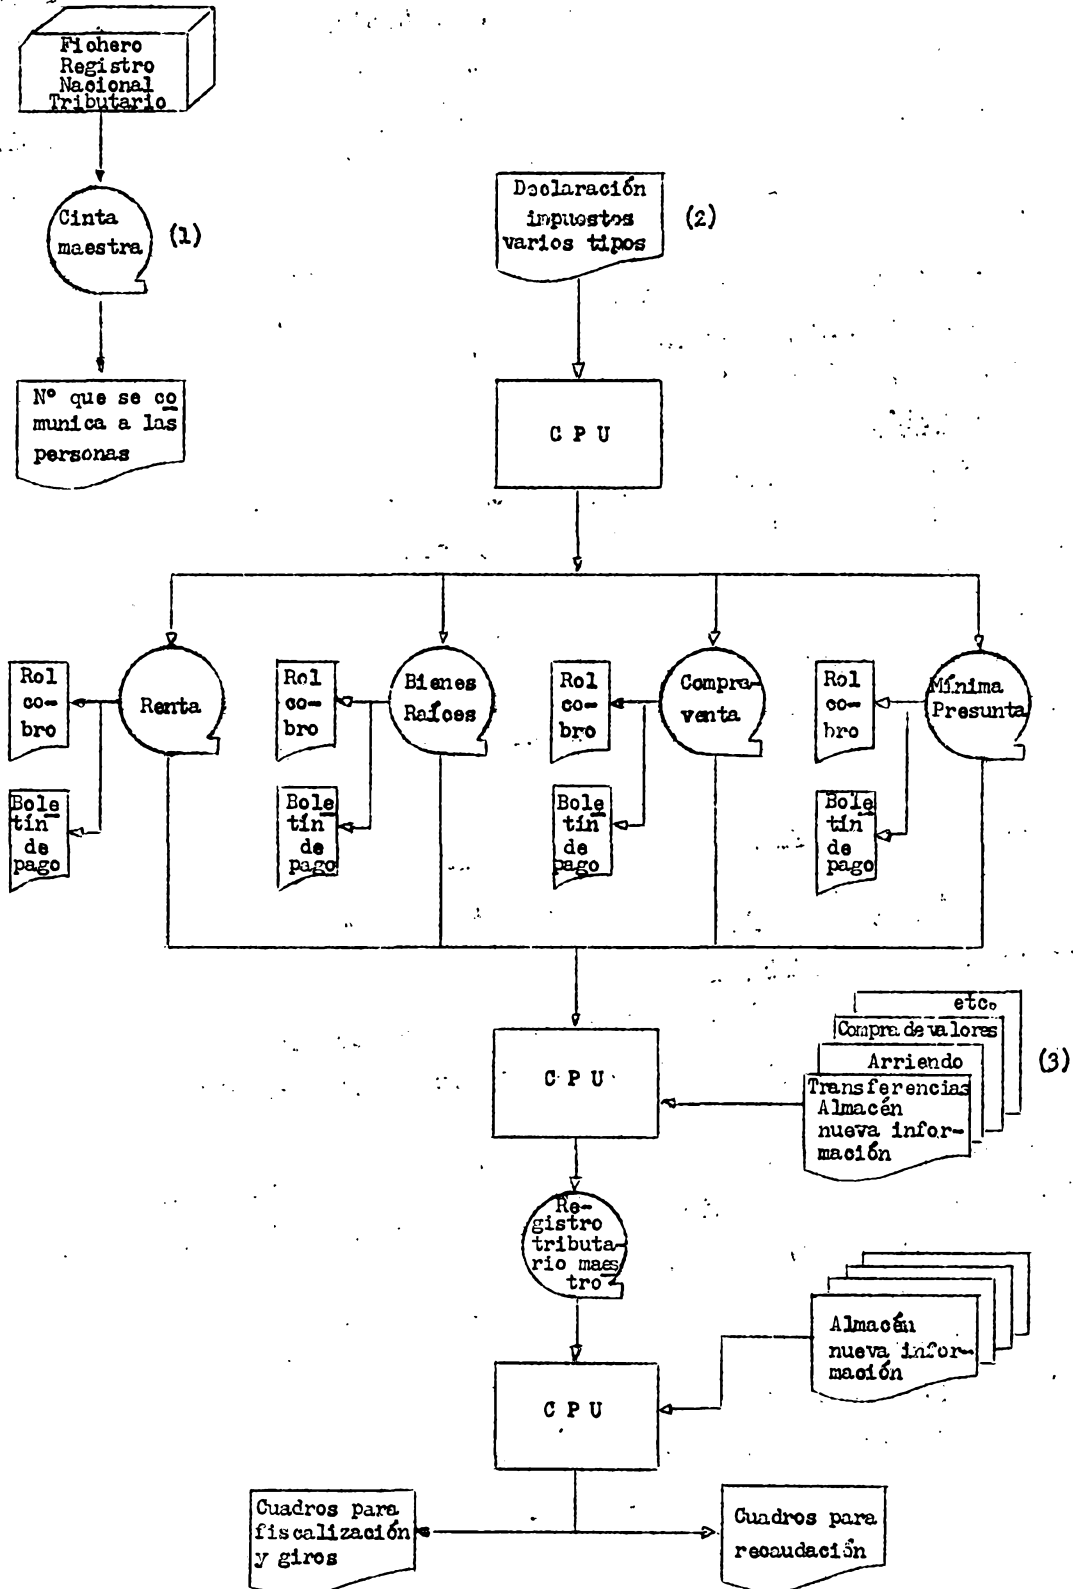 Fichero
Registro
Nacional
Tributario
Cinta
maestra
(1)
Nº que se co
munica a las
personas
Declaración
impuestos
varios tipos
(2)
C P U
Rol
co-
bro
Renta
Bole
tín
de
pago
Rol
co-
bro
Bienes
Raíces
Bole
tín
de
pago
Rol
co-
bro
Compra-
venta
Bole
tín
de
pago
Rol
co-
bro
Mínima
Presunta
Bole
tín
de
pago
C P U
etc.
Compra de valores
Arriendo
Transferencias
Almacén
nueva infor-
mación
(3)
Re-
gistro
tributa-
rio maes
tro
Almacén
nueva infor-
mación
C P U
Cuadros para
fiscalización
y giros
Cuadros para
recaudación